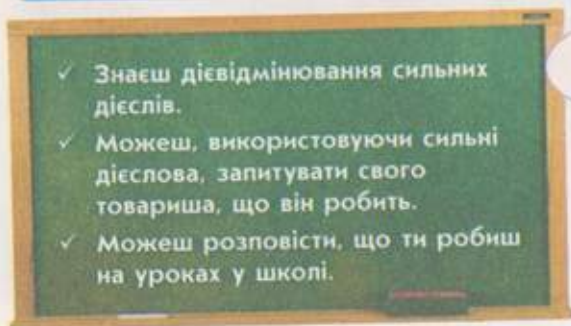 ✓ Знаєш дієвідмінювання сильних
дієслів.
✓ Можеш, використовуючи сильні
дієслова, запитувати свого
товариша, що він робить.
✓ Можеш розповісти, що ти робиш
на уроках у школі.